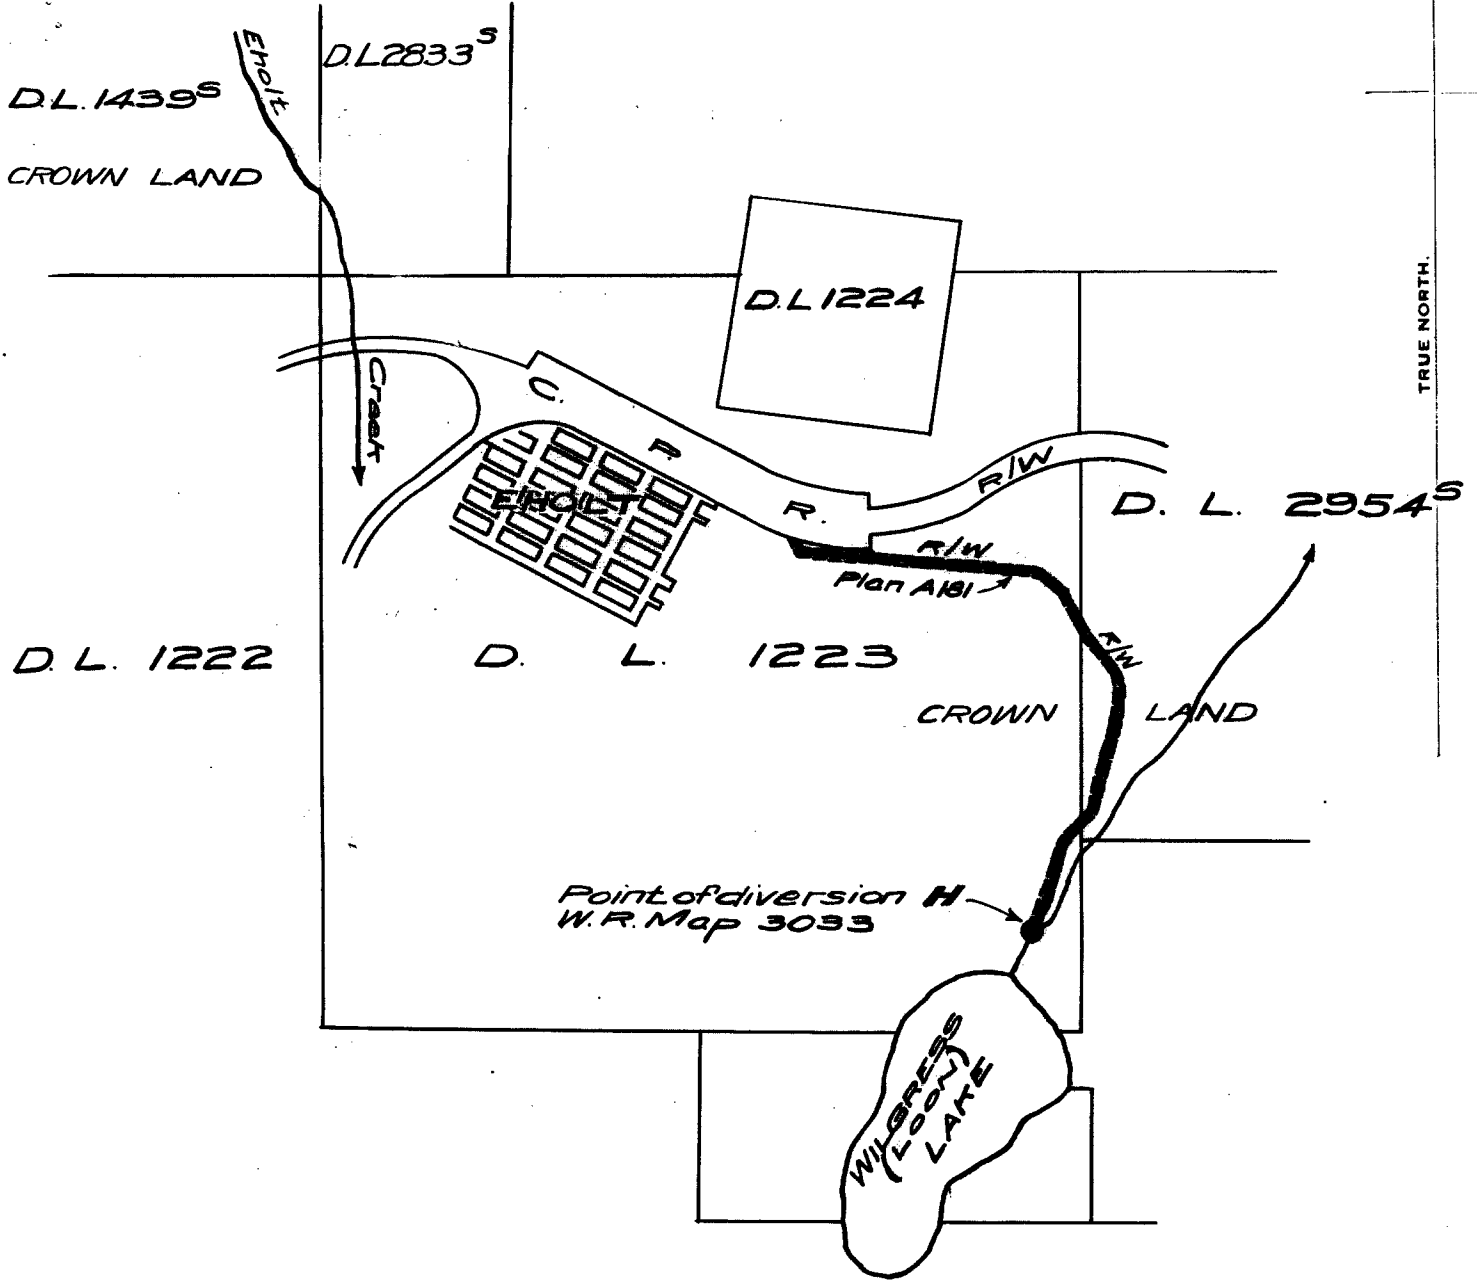 D.L. 2833ˢ
Eholt
D.L. 1439ˢ
CROWN LAND
TRUE NORTH.
D.L 1224
Creek
C. P. R.
R/W
EHOLT
D. L. 2954ˢ
R/W
Plan A181
R/W
D. L. 1222
D. L. 1223
CROWN LAND
Point of diversion H
W. R. Map 3033
WILGRESS
(LOON)
LAKE